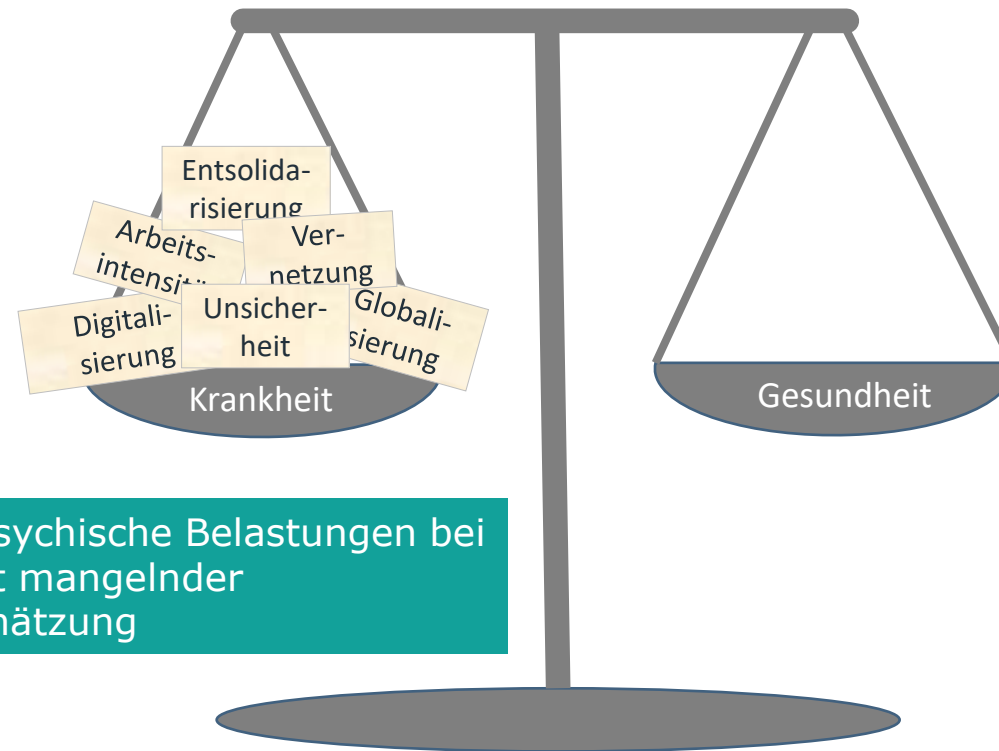 Entsolida-
risierung
Arbeits-
Ver-
netzung
Digitali-
sierung
Unsicher-
heit
Globali-
sierung
Krankheit
Gesundheit
sychische Belastungen bei
t mangelnder
hätzung